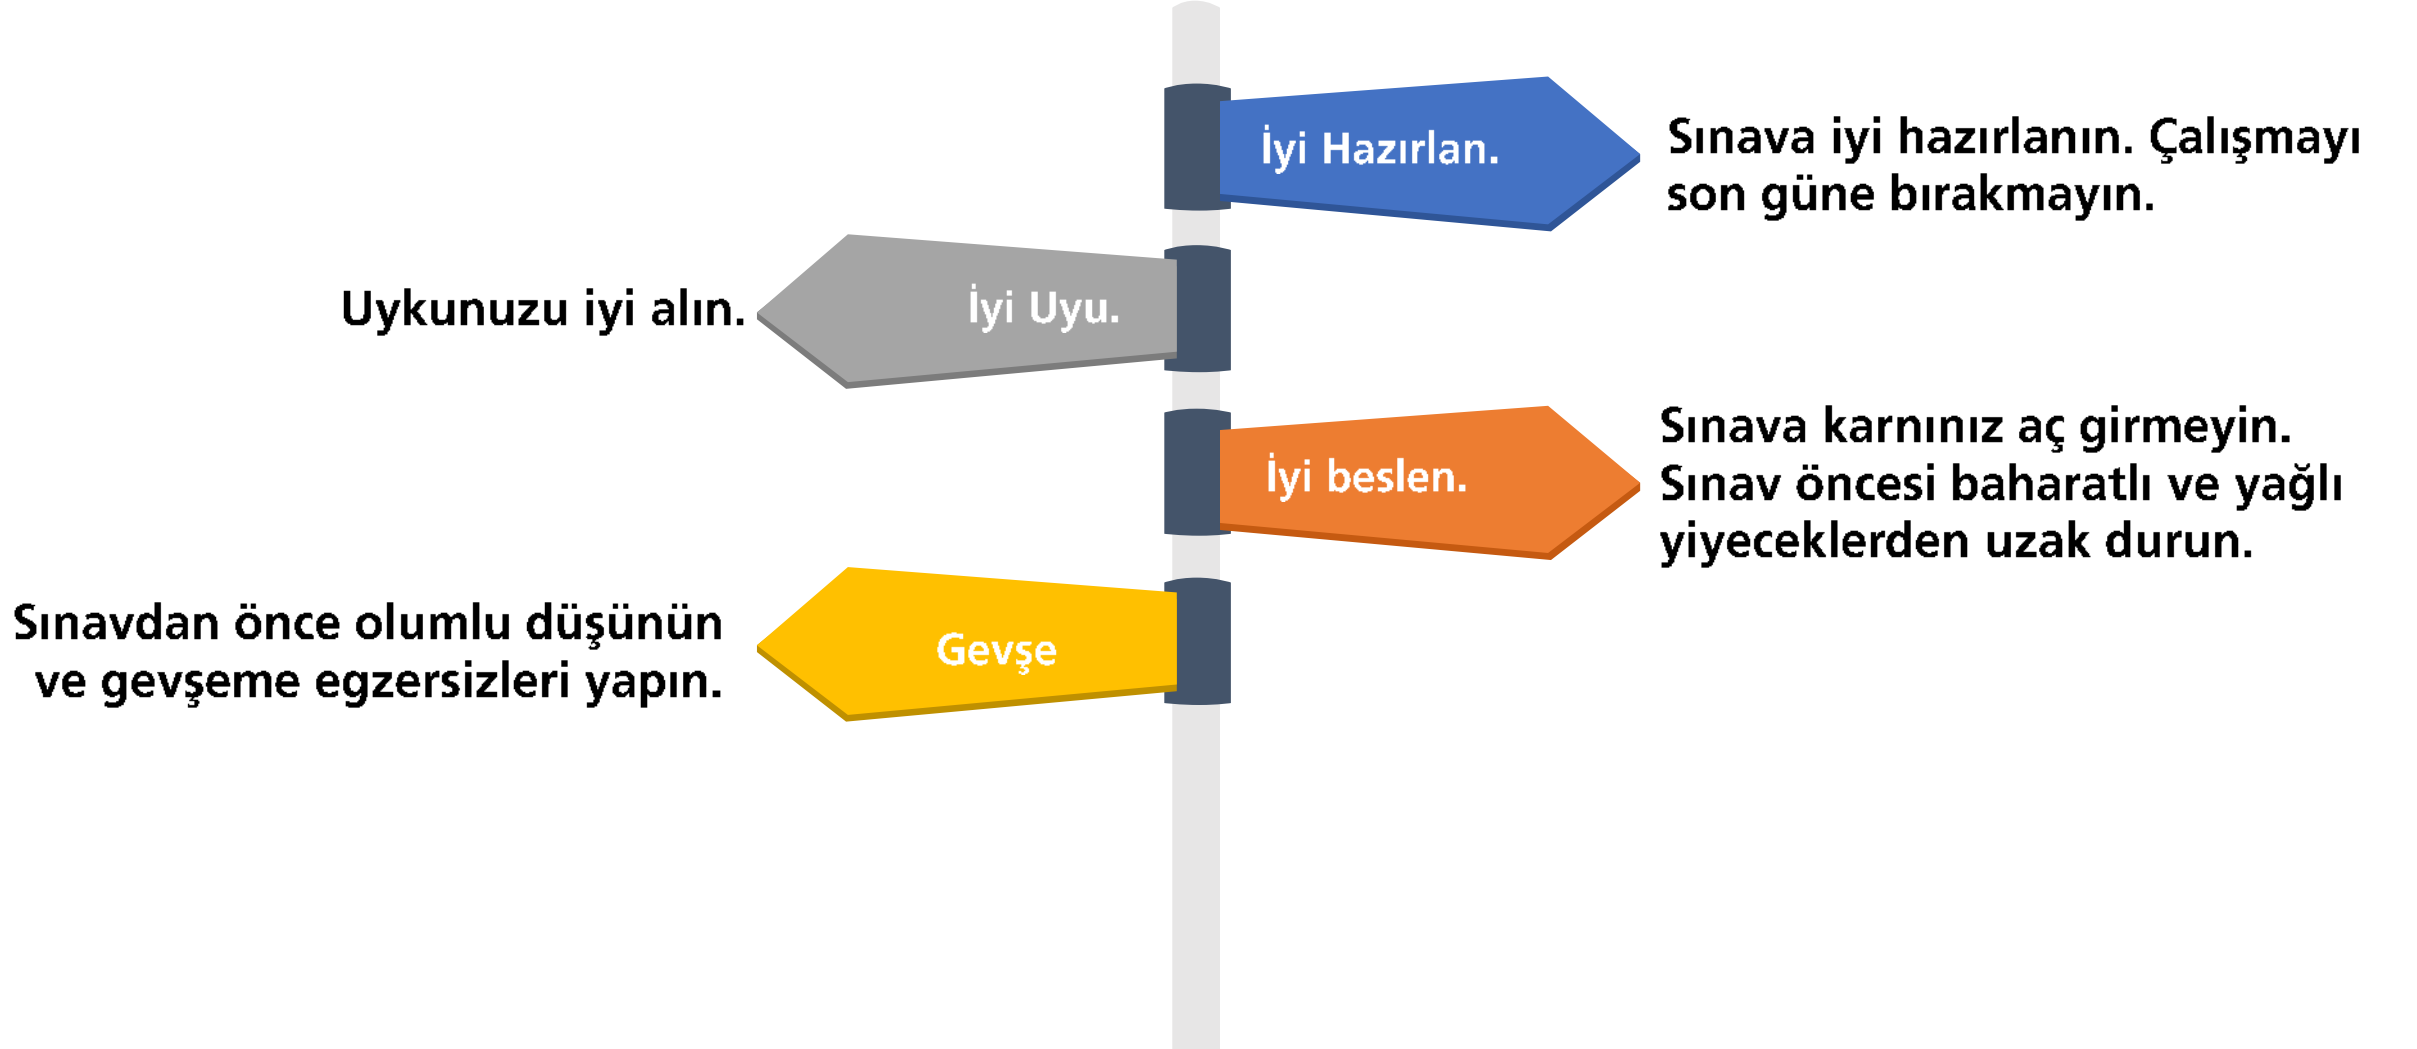 İyi Hazırlan.
Sınava iyi hazırlanın. Çalışmayı
son güne bırakmayın.
Uykunuzu iyi alın.
İyi Uyu.
İyi beslen.
Sınava karnınız aç girmeyin.
Sınav öncesi baharatlı ve yağlı
yiyeceklerden uzak durun.
Sınavdan önce olumlu düşünün
ve gevşeme egzersizleri yapın.
Gevşe